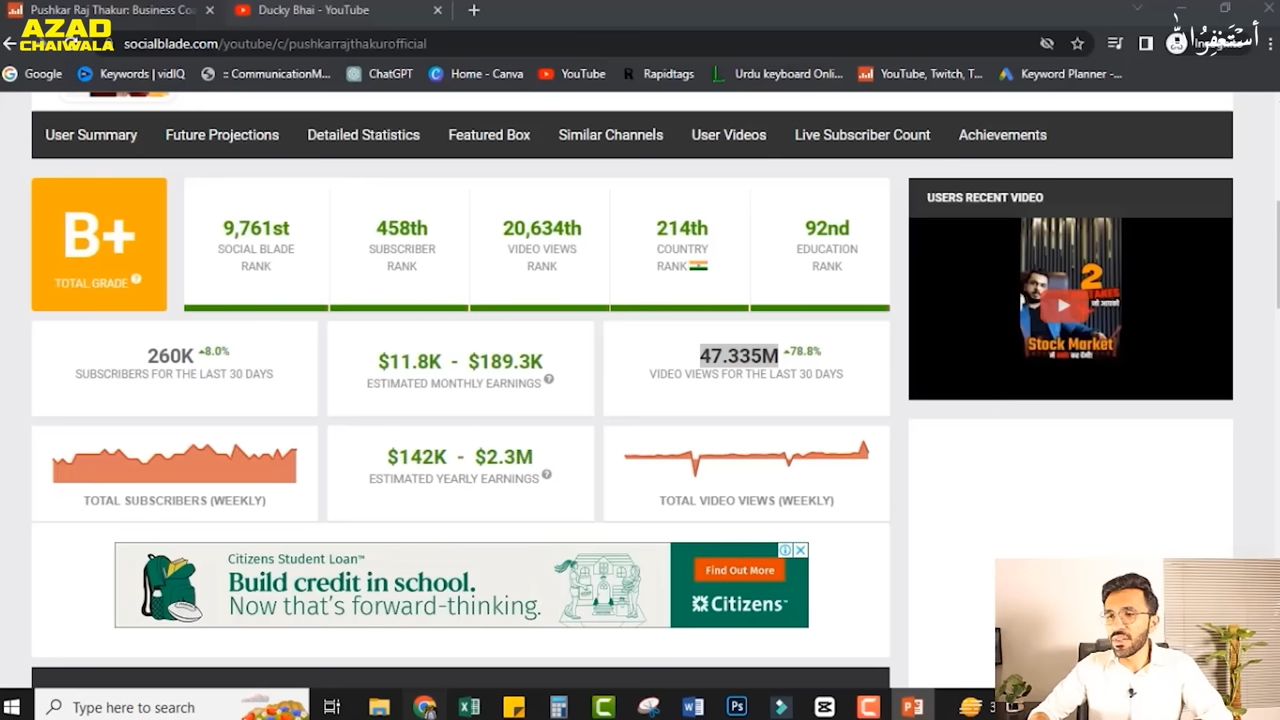 Pushkar Raj Thakur: Business Co
Ducky Bhai - YouTube
AZAD
CHAIWALA
socialblade.com/youtube/c/pushkarrajthakurofficial
أستغفر الله
Google
Keywords | vidIQ
:: CommunicationM...
ChatGPT
Home - Canva
YouTube
Rapidtags
Urdu keyboard Onli...
YouTube, Twitch, T...
Keyword Planner -...
User Summary
Future Projections
Detailed Statistics
Featured Box
Similar Channels
User Videos
Live Subscriber Count
Achievements
B+
TOTAL GRADE
9,761st
SOCIAL BLADE
RANK
458th
SUBSCRIBER
RANK
20,634th
VIDEO VIEWS
RANK
214th
COUNTRY
RANK
92nd
EDUCATION
RANK
USERS RECENT VIDEO
2
Stock Market
260K 8.0%
SUBSCRIBERS FOR THE LAST 30 DAYS
$11.8K - $189.3K
ESTIMATED MONTHLY EARNINGS
47.335M 78.8%
VIDEO VIEWS FOR THE LAST 30 DAYS
TOTAL SUBSCRIBERS (WEEKLY)
$142K - $2.3M
ESTIMATED YEARLY EARNINGS
TOTAL VIDEO VIEWS (WEEKLY)
Citizens Student Loan™
Build credit in school.
Now that's forward-thinking.
Find Out More
Citizens™
Type here to search